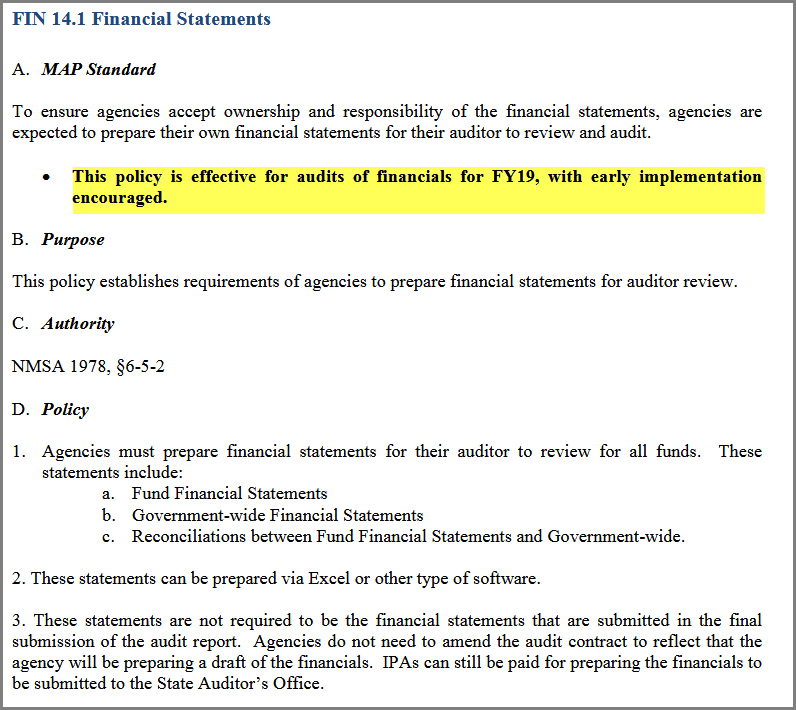 FIN 14.1 Financial Statements
A. MAP Standard
To ensure agencies accept ownership and responsibility of the financial statements, agencies are
expected to prepare their own financial statements for their auditor to review and audit.
• This policy is effective for audits of financials for FY19, with early implementation
encouraged.
B. Purpose
This policy establishes requirements of agencies to prepare financial statements for auditor review.
C. Authority
NMSA 1978, §6-5-2
D. Policy
1. Agencies must prepare financial statements for their auditor to review for all funds. These
statements include:
a. Fund Financial Statements
b. Government-wide Financial Statements
c. Reconciliations between Fund Financial Statements and Government-wide.
2. These statements can be prepared via Excel or other type of software.
3. These statements are not required to be the financial statements that are submitted in the final
submission of the audit report. Agencies do not need to amend the audit contract to reflect that the
agency will be preparing a draft of the financials. IPAs can still be paid for preparing the financials to
be submitted to the State Auditor's Office.